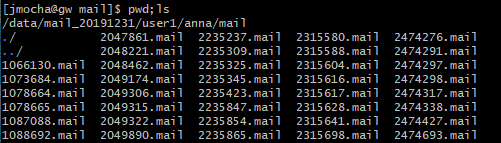 [jmocha@gw mail]$ pwd;ls
/data/mail_20191231/user1/anna/mail
./ 2047861.mail 2235237.mail 2315580.mail 2474276.mail
../ 2048221.mail 2235309.mail 2315588.mail 2474291.mail
1066130.mail 2048462.mail 2235325.mail 2315604.mail 2474297.mail
1073684.mail 2049174.mail 2235345.mail 2315616.mail 2474298.mail
1078664.mail 2049306.mail 2235423.mail 2315617.mail 2474317.mail
1078665.mail 2049315.mail 2235847.mail 2315628.mail 2474338.mail
1087088.mail 2049322.mail 2235854.mail 2315641.mail 2474427.mail
1088692.mail 2049890.mail 2235865.mail 2315698.mail 2474693.mail